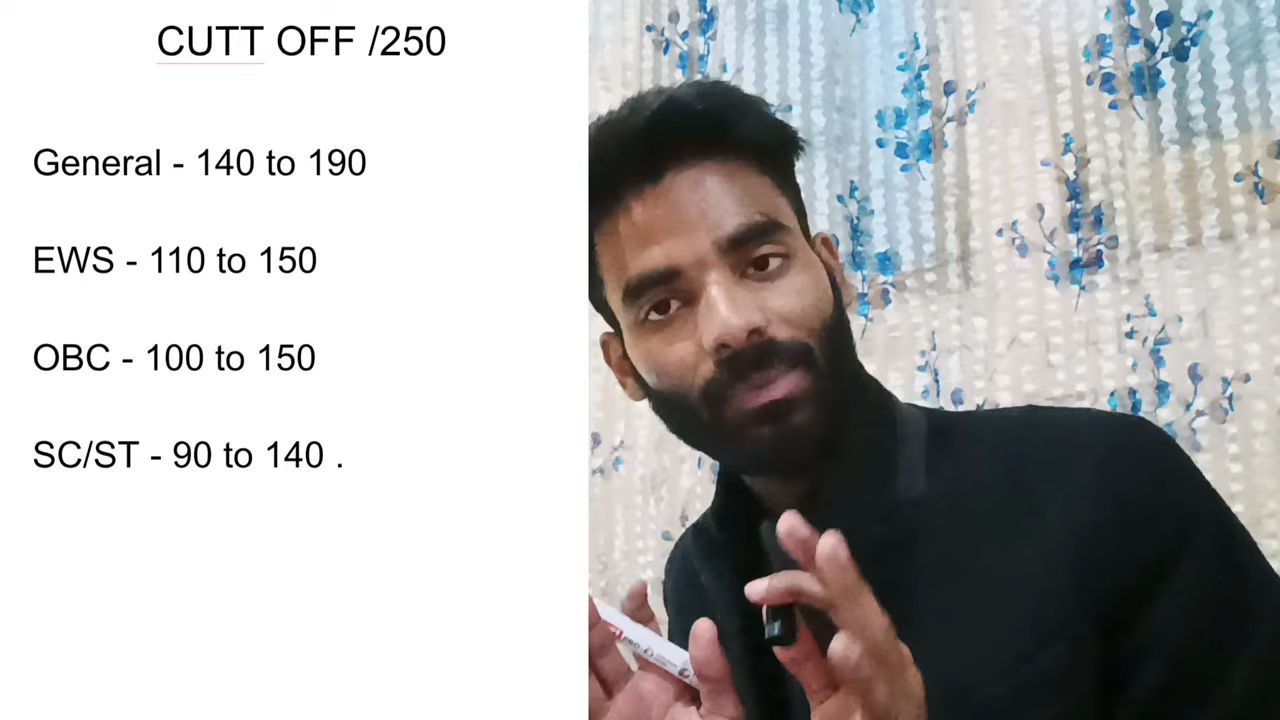 CUTT OFF /250
General - 140 to 190
EWS - 110 to 150
OBC - 100 to 150
SC/ST - 90 to 140 .